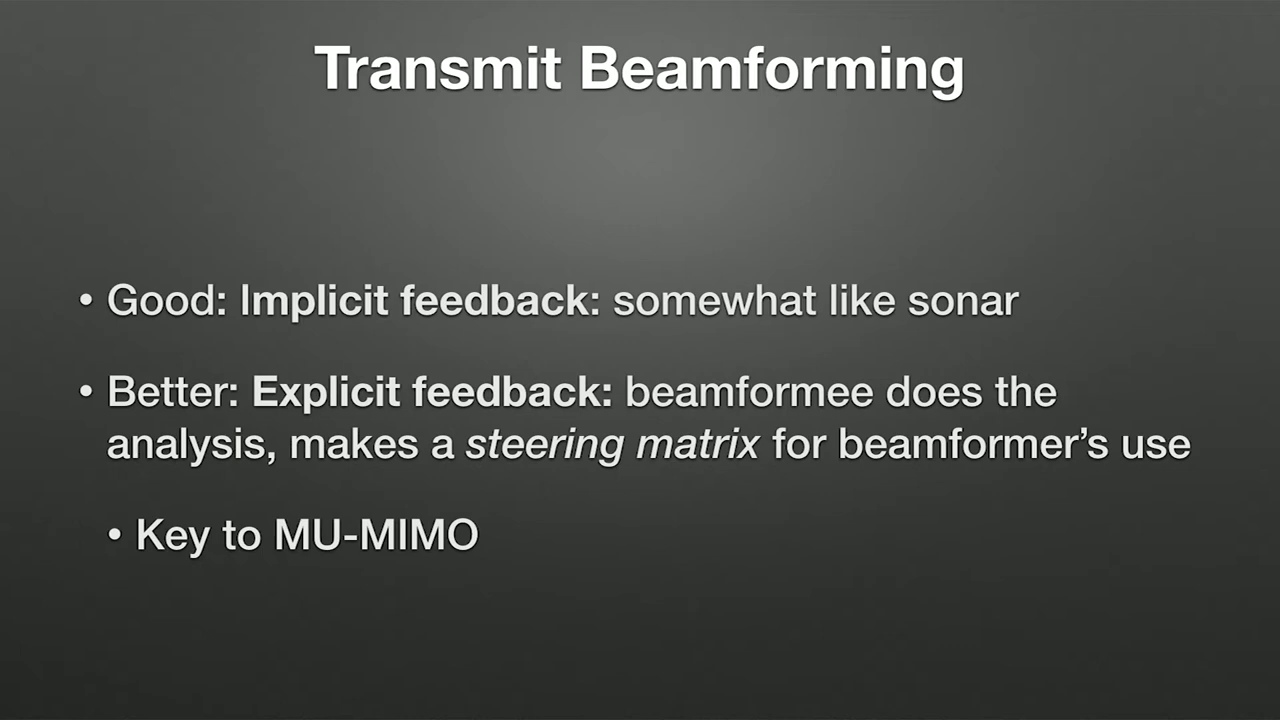 Transmit Beamforming
• Good: Implicit feedback: somewhat like sonar
• Better: Explicit feedback: beamformee does the
analysis, makes a steering matrix for beamformer’s use
• Key to MU-MIMO